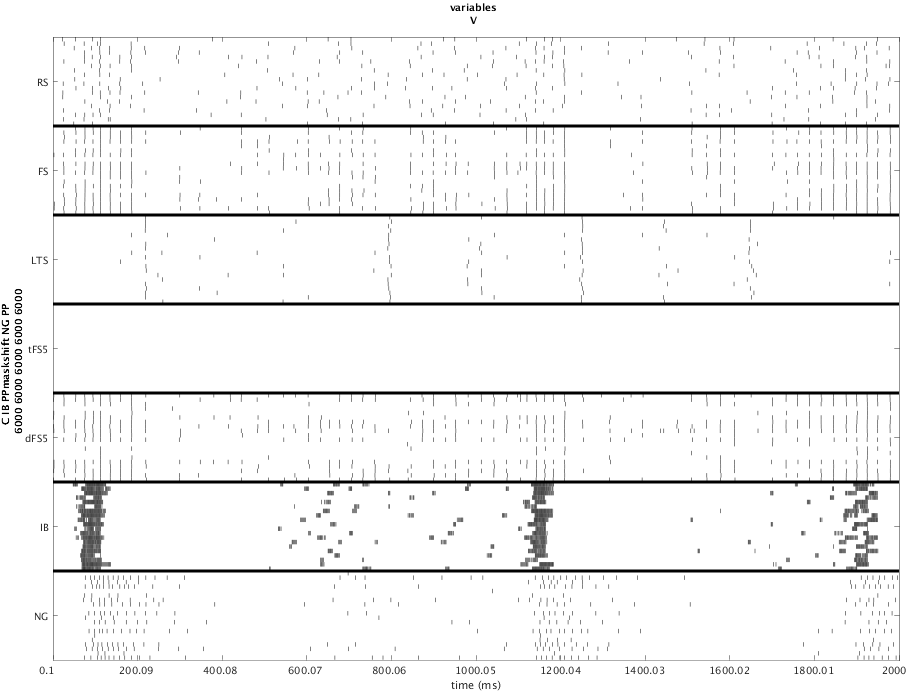 variables
V
RS
FS
LTS
tFS5
dFS5
IB
NG
C IB PPmaskshift NG PP
6000 6000 6000 6000 6000
0.1 200.09 400.08 600.07 800.06 1000.05 1200.04 1400.03 1600.02 1800.01 2000
time (ms)